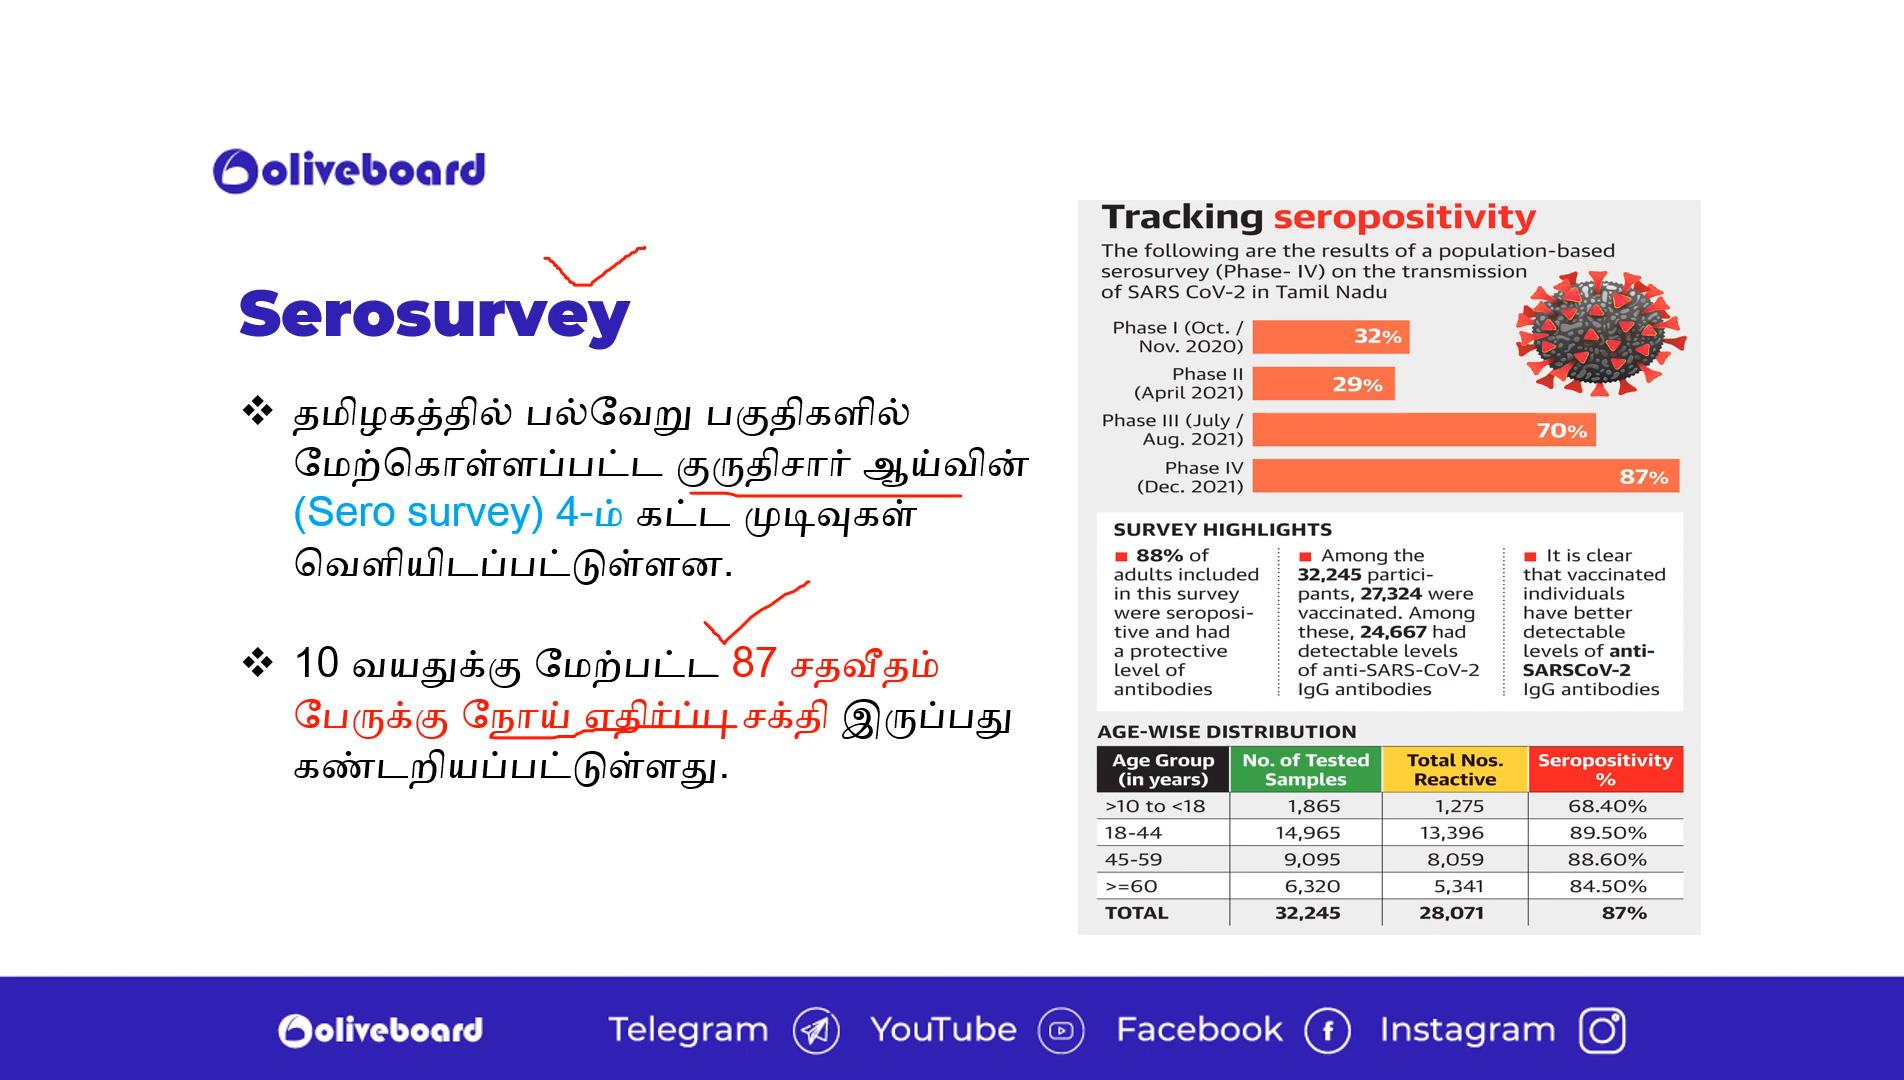 oliveboard
Serosurvey
❖ தமிழகத்தில் பல்வேறு பகுதிகளில்
மேற்கொள்ளப்பட்ட குருதிசார் ஆய்வின்
(Sero survey) 4-ம் கட்ட முடிவுகள்
வெளியிடப்பட்டுள்ளன.
❖ 10 வயதுக்கு மேற்பட்ட 87 சதவீதம்
பேருக்கு நோய் எதிர்ப்பு சக்தி இருப்பது
கண்டறியப்பட்டுள்ளது.
Tracking seropositivity
The following are the results of a population-based
serosurvey (Phase- IV) on the transmission
of SARS CoV-2 in Tamil Nadu
Phase I (Oct. /
Nov. 2020)
32%
Phase II
(April 2021)
29%
Phase III (July /
Aug. 2021)
70%
Phase IV
(Dec. 2021)
87%
SURVEY HIGHLIGHTS
88% of
adults included
in this survey
were seroposi-
tive and had
a protective
level of
antibodies
Among the
32,245 partici-
pants, 27,324 were
vaccinated. Among
these, 24,667 had
detectable levels
of anti-SARS-CoV-2
IgG antibodies
It is clear
that vaccinated
individuals
have better
detectable
levels of anti-
SARSCoV-2
IgG antibodies
AGE-WISE DISTRIBUTION
Age Group
(in years)
No. of Tested
Samples
Total Nos.
Reactive
Seropositivity
%
>10 to <18 1,865 1,275 68.40%
18-44 14,965 13,396 89.50%
45-59 9,095 8,059 88.60%
>=60 6,320 5,341 84.50%
TOTAL 32,245 28,071 87%
oliveboard Telegram YouTube Facebook Instagram